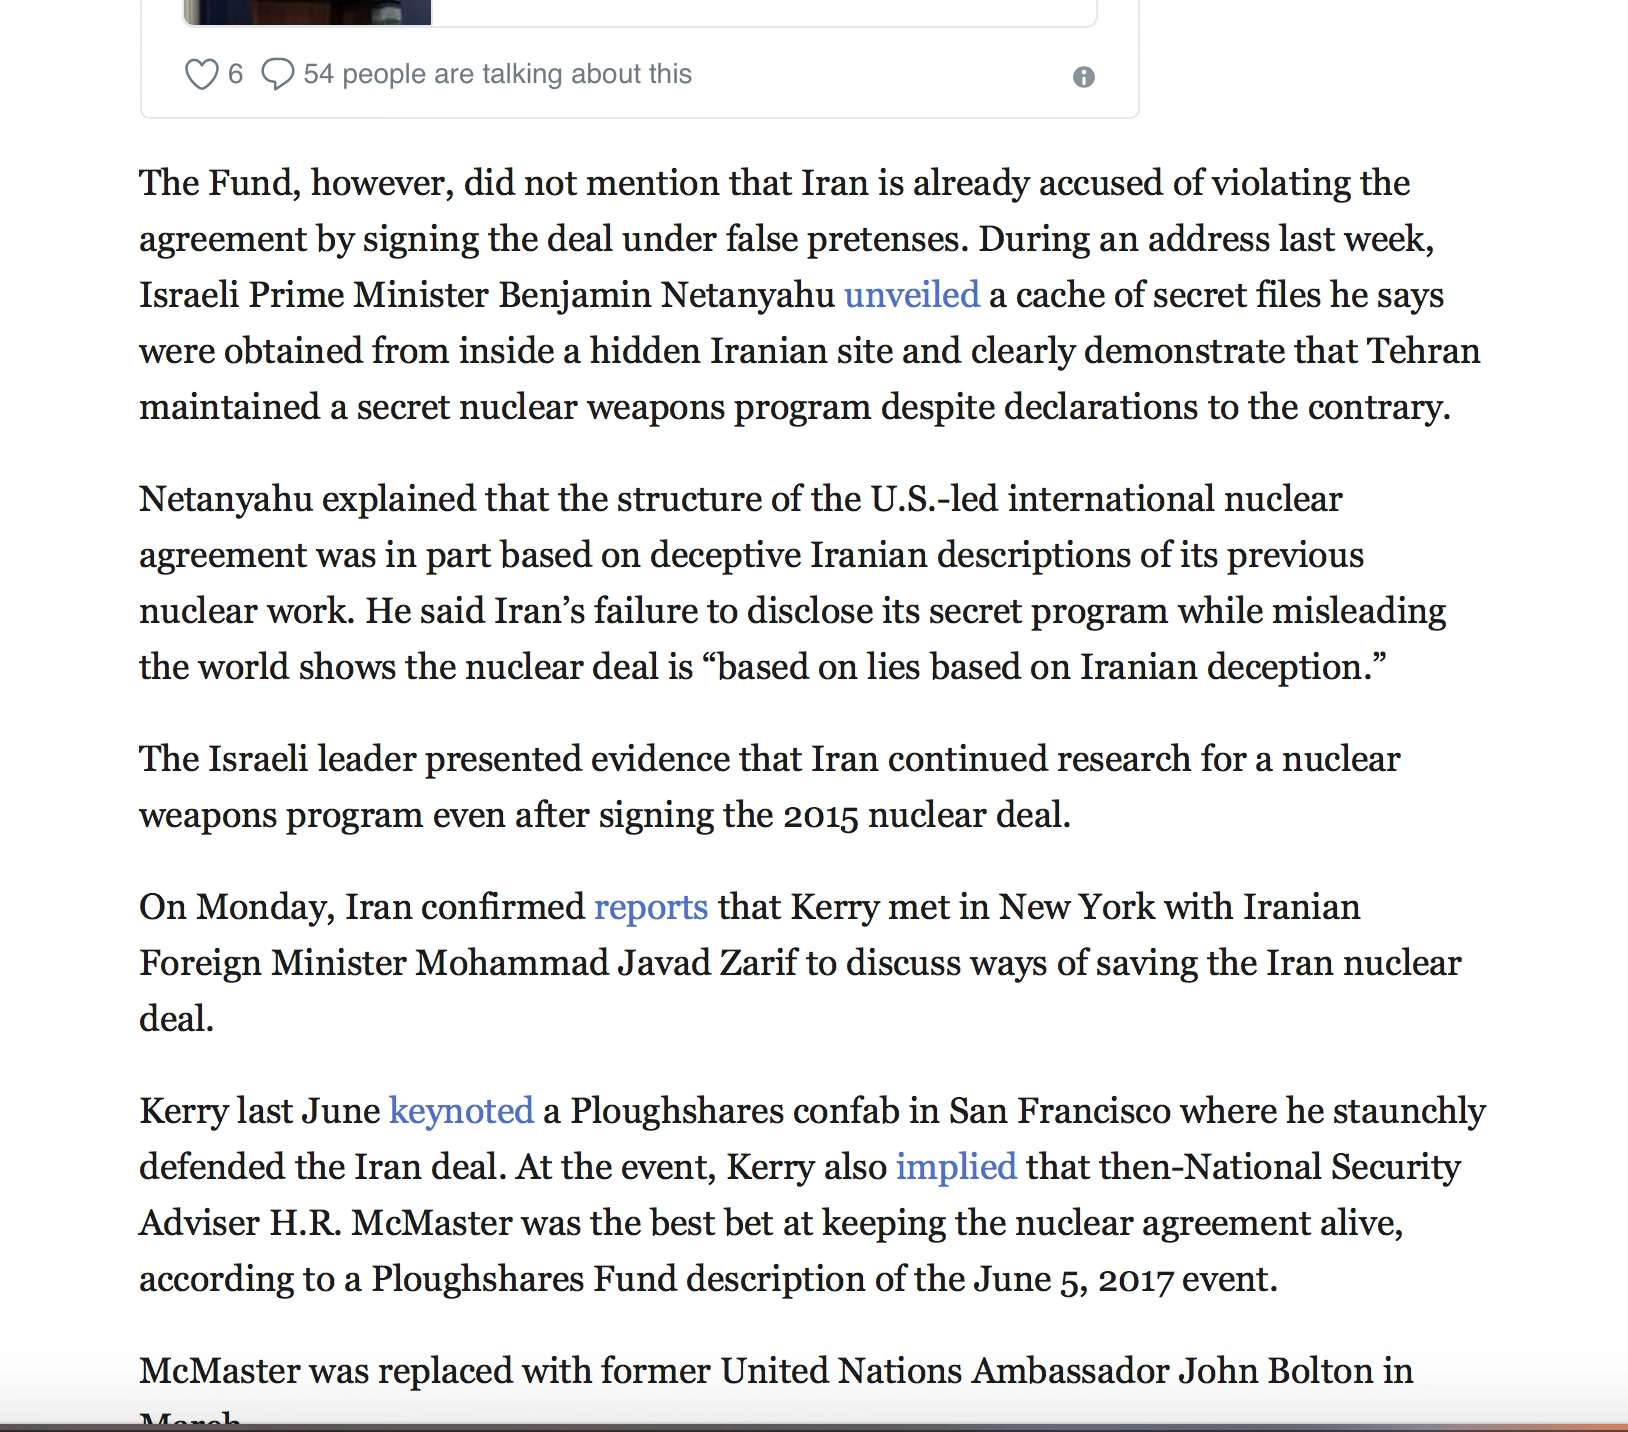 6 54 people are talking about this
The Fund, however, did not mention that Iran is already accused of violating the
agreement by signing the deal under false pretenses. During an address last week,
Israeli Prime Minister Benjamin Netanyahu unveiled a cache of secret files he says
were obtained from inside a hidden Iranian site and clearly demonstrate that Tehran
maintained a secret nuclear weapons program despite declarations to the contrary.
Netanyahu explained that the structure of the U.S.-led international nuclear
agreement was in part based on deceptive Iranian descriptions of its previous
nuclear work. He said Iran’s failure to disclose its secret program while misleading
the world shows the nuclear deal is “based on lies based on Iranian deception.”
The Israeli leader presented evidence that Iran continued research for a nuclear
weapons program even after signing the 2015 nuclear deal.
On Monday, Iran confirmed reports that Kerry met in New York with Iranian
Foreign Minister Mohammad Javad Zarif to discuss ways of saving the Iran nuclear
deal.
Kerry last June keynoted a Ploughshares confab in San Francisco where he staunchly
defended the Iran deal. At the event, Kerry also implied that then-National Security
Adviser H.R. McMaster was the best bet at keeping the nuclear agreement alive,
according to a Ploughshares Fund description of the June 5, 2017 event.
McMaster was replaced with former United Nations Ambassador John Bolton in
March